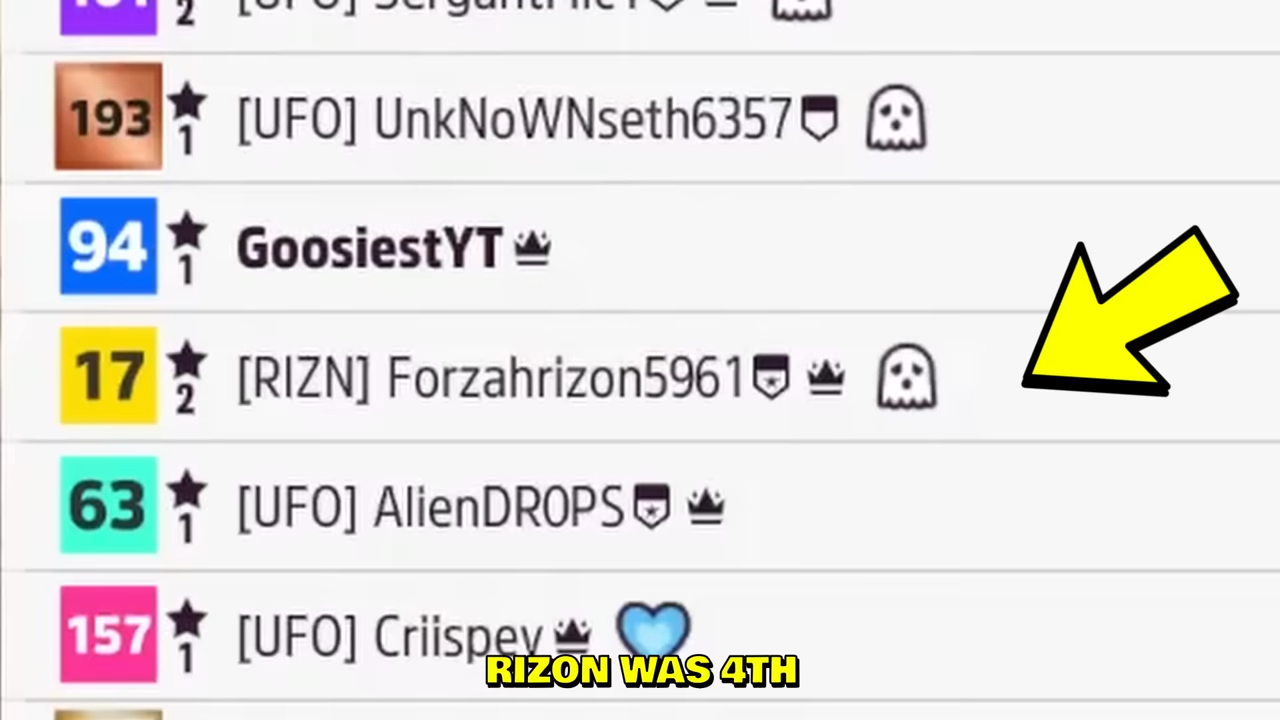 2
193 1 [UFO] UnkNoWNseth6357
94 1 GoosiestYT
17 2 [RIZN] Forzahrizon5961
63 1 [UFO] AlienDR0PS
157 1 [UFO] Criispey
RIZON WAS 4TH